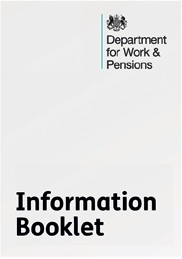 Department
for Work &
Pensions
Information
Booklet